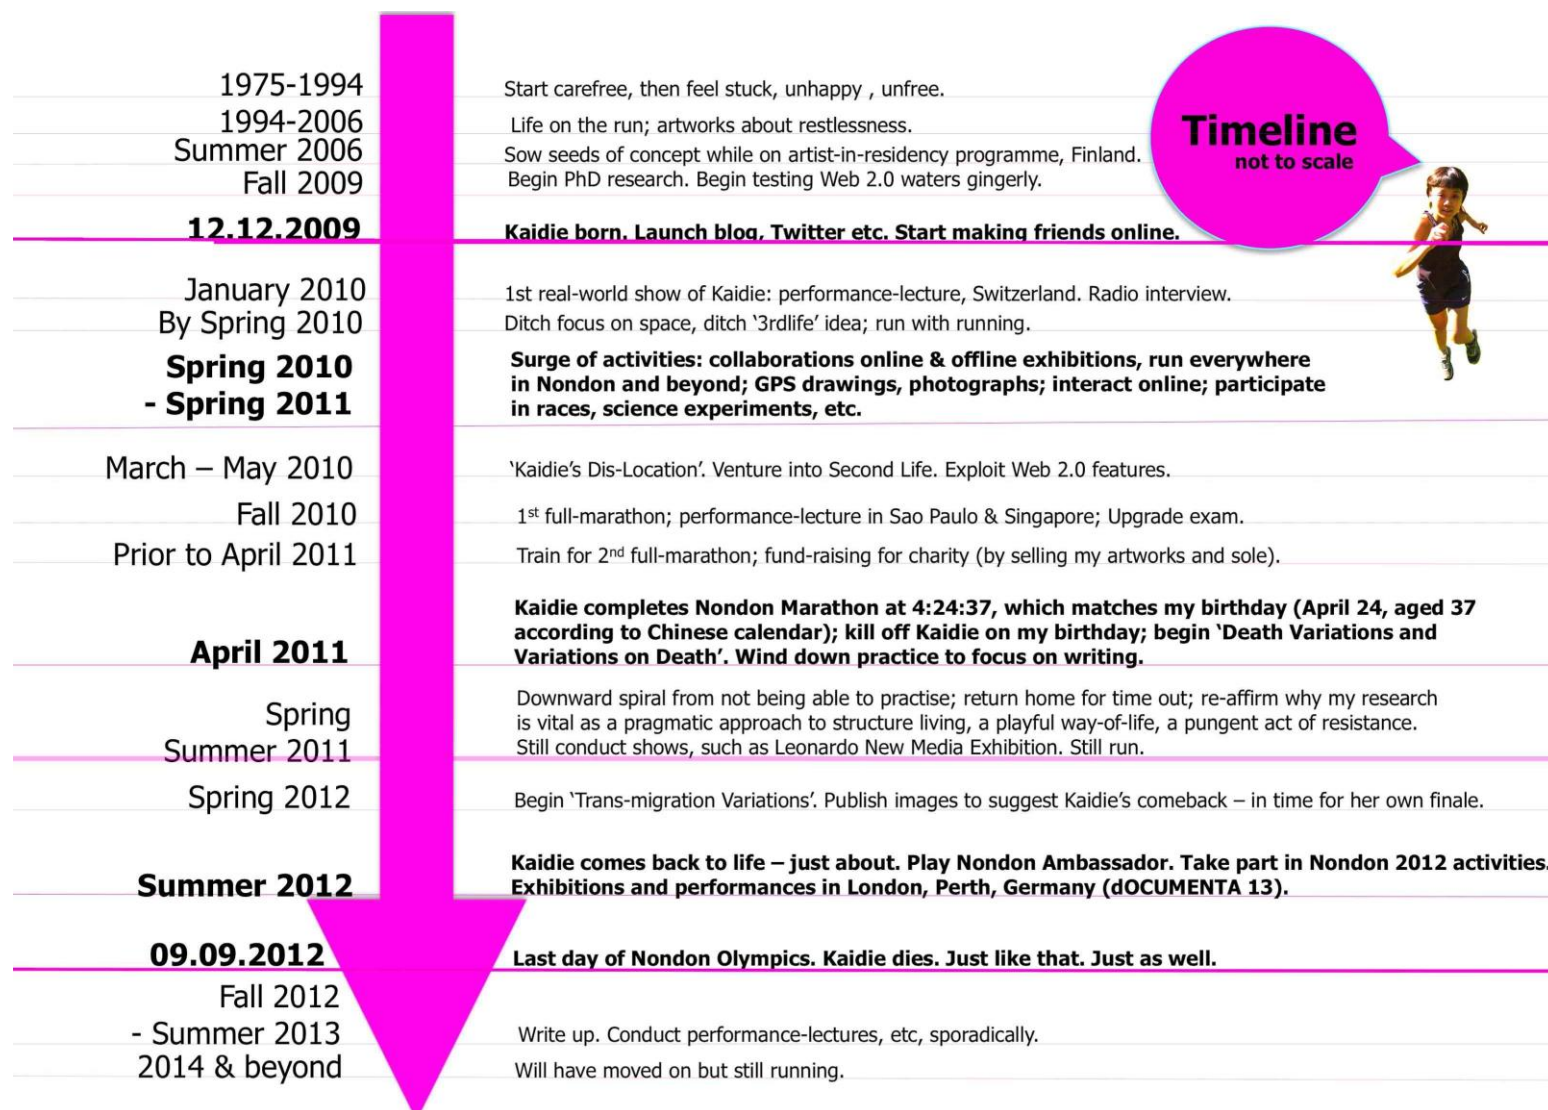 Timeline
not to scale
1975-1994
Start carefree, then feel stuck, unhappy , unfree.
1994-2006
Life on the run; artworks about restlessness.
Summer 2006
Sow seeds of concept while on artist-in-residency programme, Finland.
Fall 2009
Begin PhD research. Begin testing Web 2.0 waters gingerly.
12.12.2009
Kaidie born. Launch blog, Twitter etc. Start making friends online.
January 2010
1st real-world show of Kaidie: performance-lecture, Switzerland. Radio interview.
By Spring 2010
Ditch focus on space, ditch ‘3rdlife’ idea; run with running.
Spring 2010
- Spring 2011
Surge of activities: collaborations online & offline exhibitions, run everywhere
in Nondon and beyond; GPS drawings, photographs; interact online; participate
in races, science experiments, etc.
March – May 2010
‘Kaidie’s Dis-Location’. Venture into Second Life. Exploit Web 2.0 features.
Fall 2010
1st full-marathon; performance-lecture in Sao Paulo & Singapore; Upgrade exam.
Prior to April 2011
Train for 2nd full-marathon; fund-raising for charity (by selling my artworks and sole).
April 2011
Kaidie completes Nondon Marathon at 4:24:37, which matches my birthday (April 24, aged 37
according to Chinese calendar); kill off Kaidie on my birthday; begin ‘Death Variations and
Variations on Death’. Wind down practice to focus on writing.
Spring
Summer 2011
Downward spiral from not being able to practise; return home for time out; re-affirm why my research
is vital as a pragmatic approach to structure living, a playful way-of-life, a pungent act of resistance.
Still conduct shows, such as Leonardo New Media Exhibition. Still run.
Spring 2012
Begin ‘Trans-migration Variations’. Publish images to suggest Kaidie’s comeback – in time for her own finale.
Summer 2012
Kaidie comes back to life – just about. Play Nondon Ambassador. Take part in Nondon 2012 activities.
Exhibitions and performances in London, Perth, Germany (dOCUMENTA 13).
09.09.2012
Last day of Nondon Olympics. Kaidie dies. Just like that. Just as well.
Fall 2012
- Summer 2013
Write up. Conduct performance-lectures, etc, sporadically.
2014 & beyond
Will have moved on but still running.